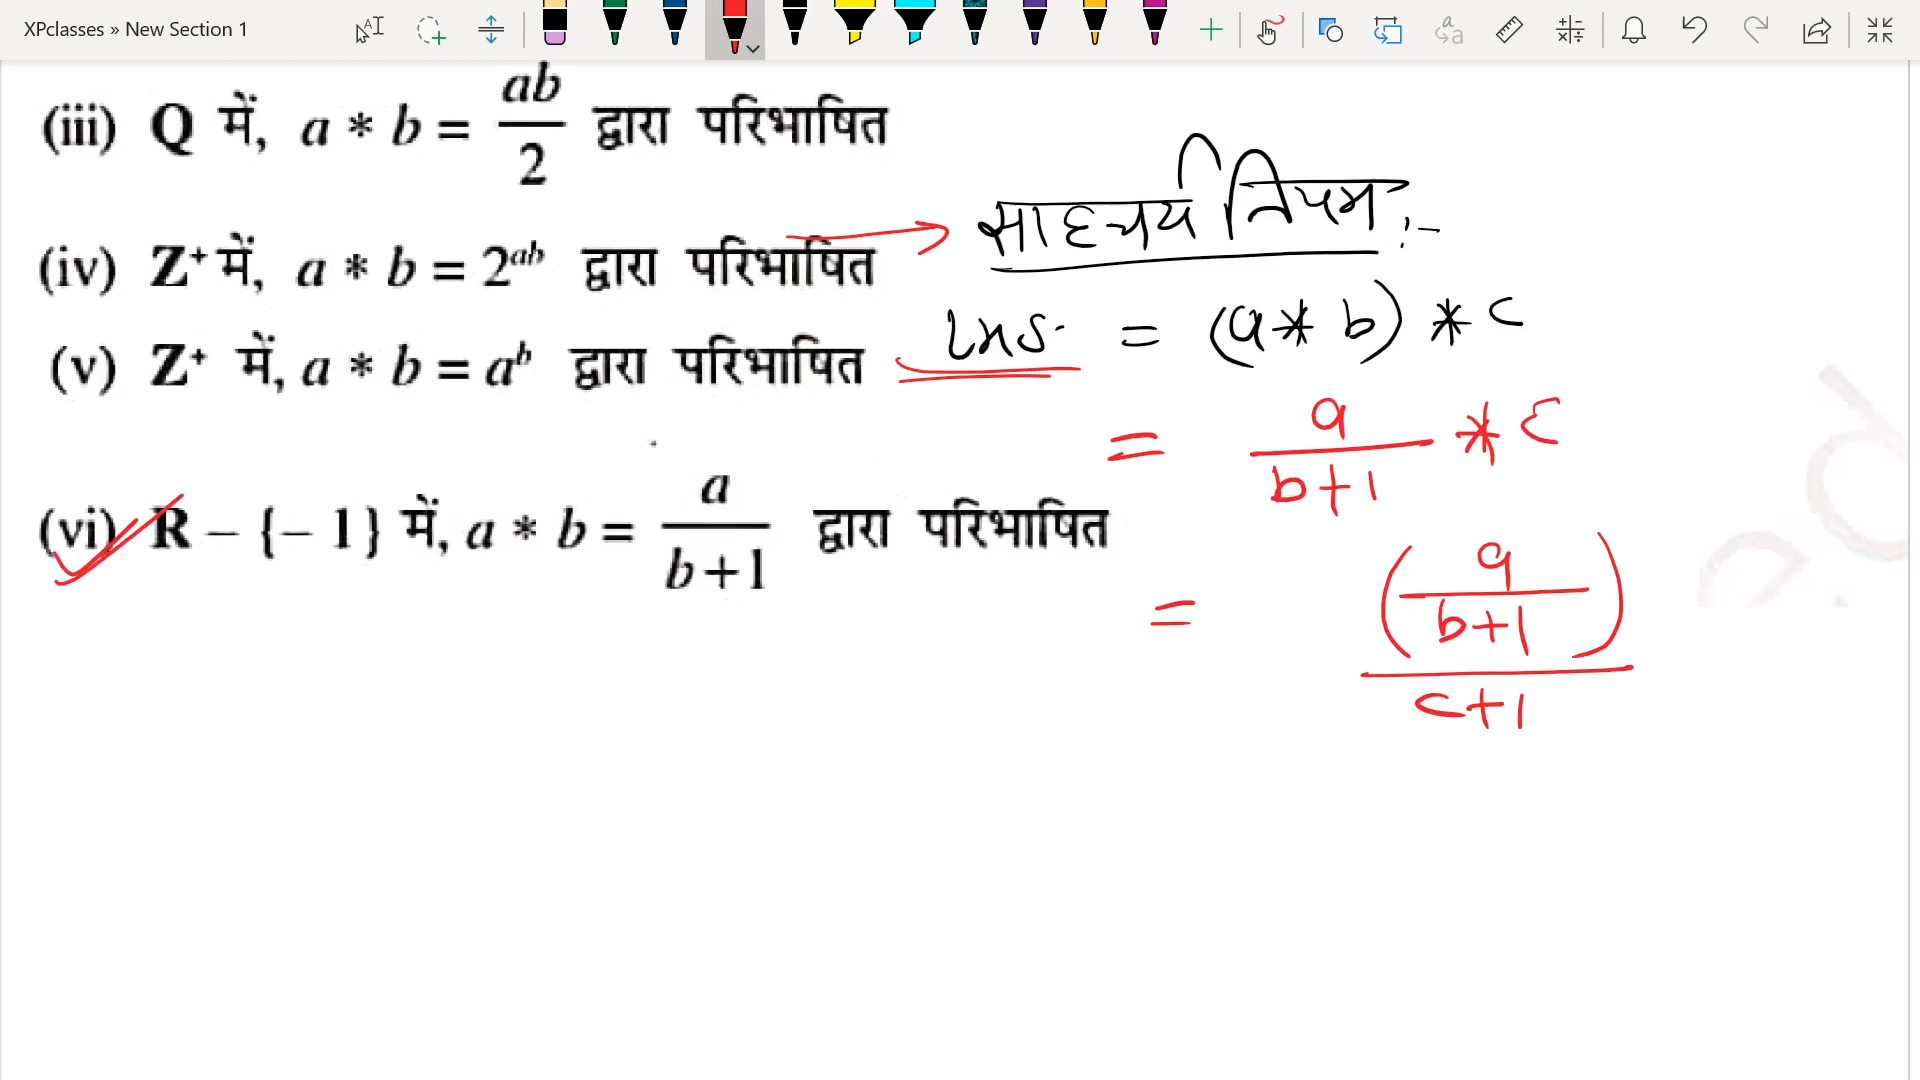 XPclasses » New Section 1
(iii) Q में, a * b = ab/2 द्वारा परिभाषित
(iv) Z⁺ में, a * b = 2^{ab} द्वारा परिभाषित
(v) Z⁺ में, a * b = a^b द्वारा परिभाषित
(vi) R – {– 1} में, a * b = a/(b+1) द्वारा परिभाषित
साहचर्य नियम :-
LHS = (a * b) * c
= a/(b+1) * c
= (a/(b+1))/(c+1)